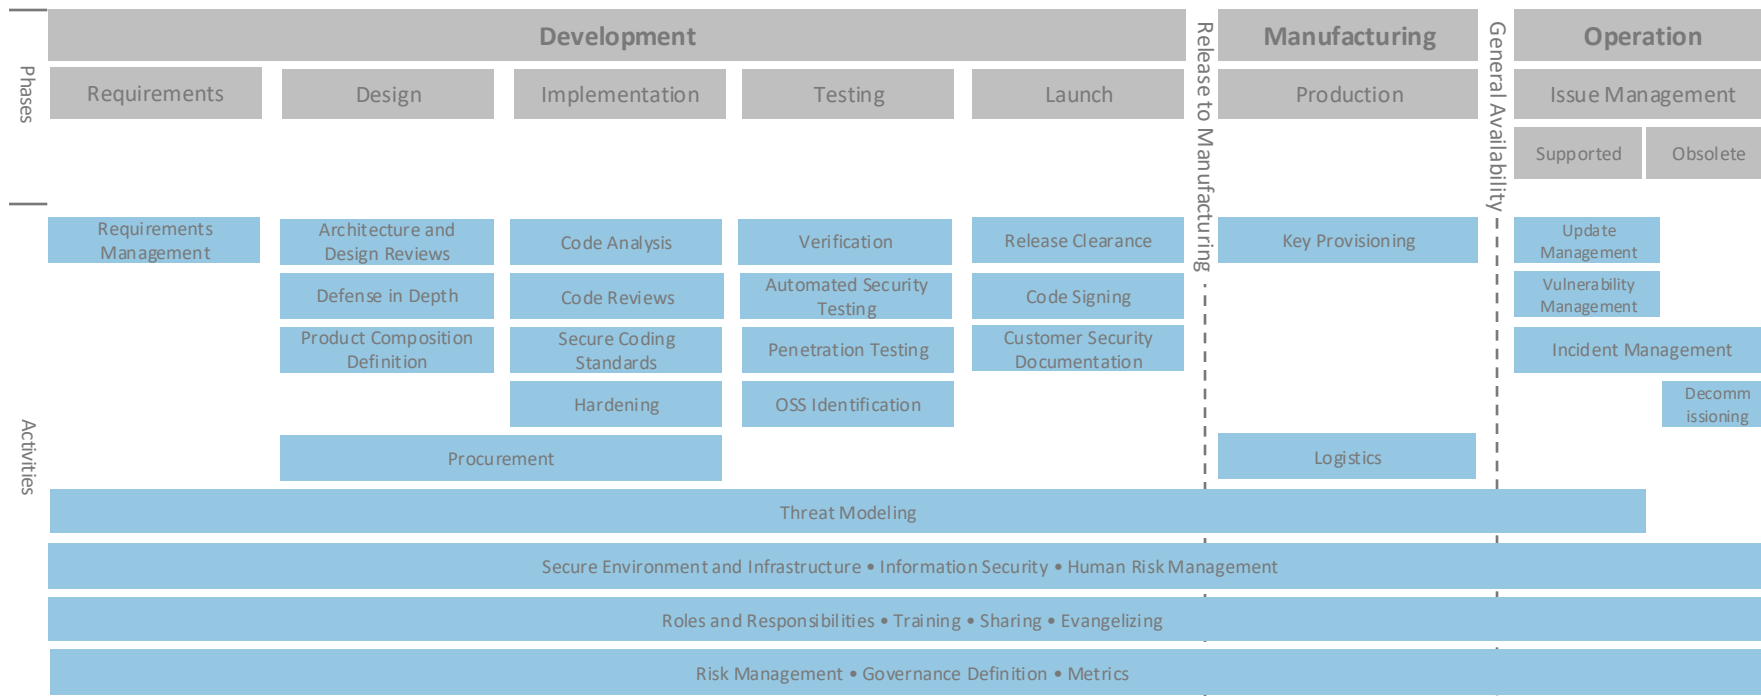 Phases
Development
Release to Manufacturing
Manufacturing
General Availability
Operation
Requirements
Design
Implementation
Testing
Launch
Production
Issue Management
Supported
Obsolete
Activities
Requirements
Management
Architecture and
Design Reviews
Code Analysis
Verification
Release Clearance
Key Provisioning
Update
Management
Defense in Depth
Code Reviews
Automated Security
Testing
Code Signing
Vulnerability
Management
Product Composition
Definition
Secure Coding
Standards
Penetration Testing
Customer Security
Documentation
Incident Management
Hardening
OSS Identification
Decomm
issioning
Procurement
Logistics
Threat Modeling
Secure Environment and Infrastructure • Information Security • Human Risk Management
Roles and Responsibilities • Training • Sharing • Evangelizing
Risk Management • Governance Definition • Metrics